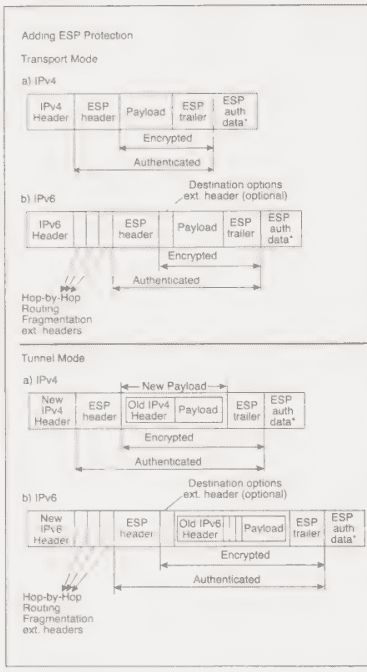 Adding ESP Protection
Transport Mode
a) IPv4
IPv4 Header
ESP header
Payload
ESP trailer
ESP auth data*
Encrypted
Authenticated
b) IPv6
Destination options
ext. header (optional)
IPv6 Header
ESP header
Payload
ESP trailer
ESP auth data*
Encrypted
Authenticated
Hop-by-Hop
Routing
Fragmentation
ext. headers
Tunnel Mode
a) IPv4
New Payload
New IPv4 Header
ESP header
Old IPv4 Header
Payload
ESP trailer
ESP auth data*
Encrypted
Authenticated
b) IPv6
Destination options
ext. header (optional)
New IPv6 Header
ESP header
Old IPv6 Header
Payload
ESP trailer
ESP auth data*
Encrypted
Authenticated
Hop-by-Hop
Routing
Fragmentation
ext. headers